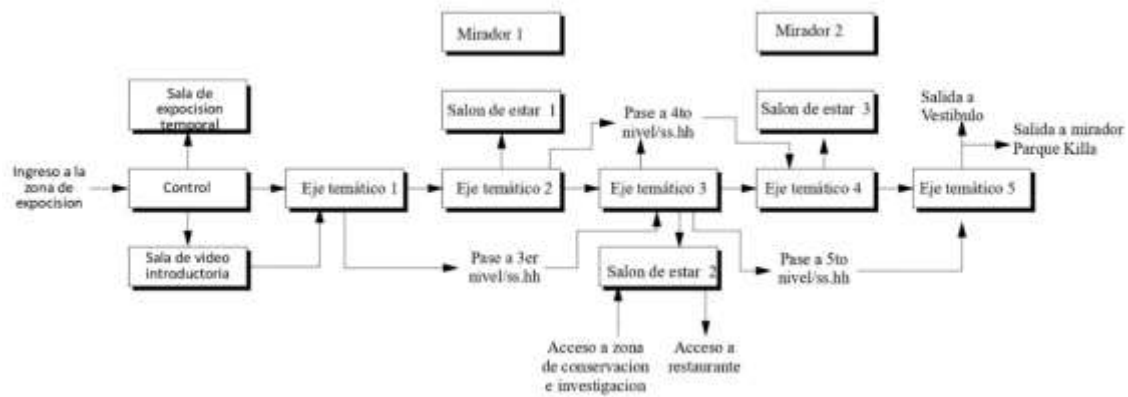 Mirador 1
Mirador 2
Sala de
expocision
temporal
Salon de estar 1
Pase a 4to
nivel/ss.hh
Salon de estar 3
Salida a
Vestibulo
Salida a mirador
Parque Killa
Ingreso a la
zona de
expocision
Control
Eje temático 1
Eje temático 2
Eje temático 3
Eje temático 4
Eje temático 5
Sala de video
introductoria
Pase a 3er
nivel/ss.hh
Salon de estar 2
Pase a 5to
nivel/ss.hh
Acceso a zona
de conservacion
e investigacion
Acceso a
restaurante